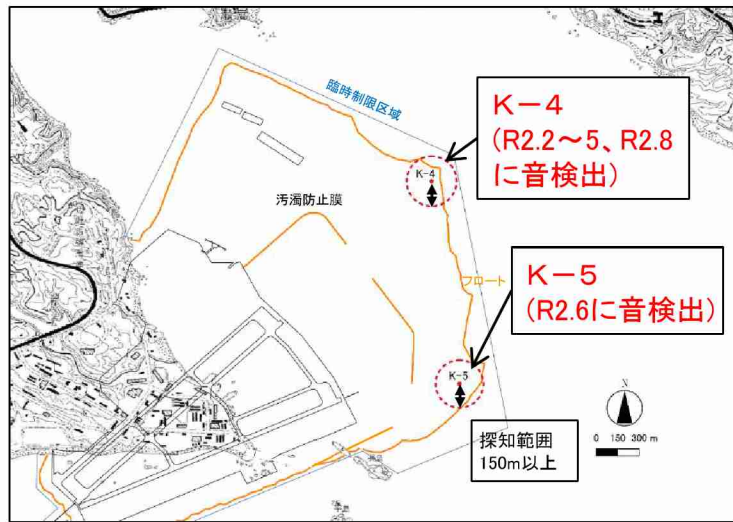 臨時制限区域
K-4
(R2.2~5、R2.8
に音検出)
K-4
汚濁防止膜
フロート
K-5
(R2.6に音検出)
K-5
探知範囲
150m以上
N
0 150 300 m